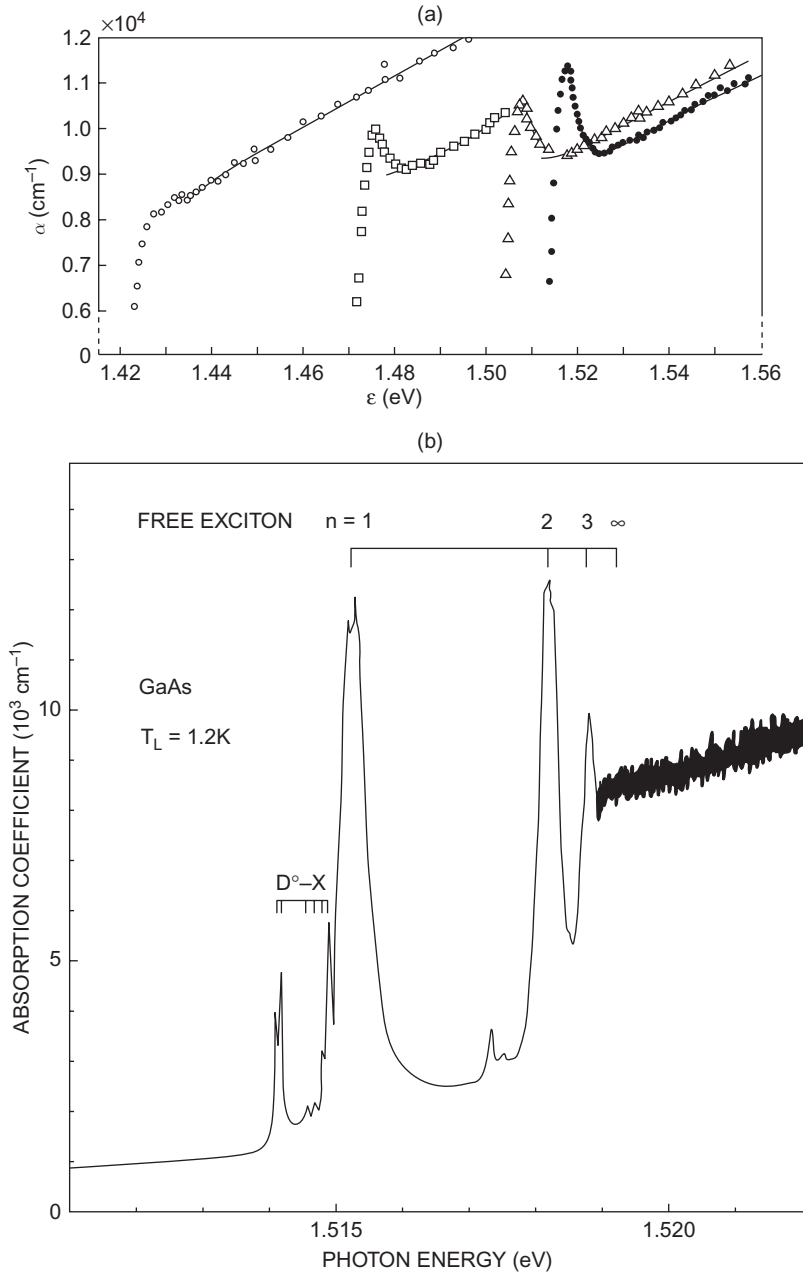 (a)
×10⁴
1.2
1.1
1.0
0.9
0.8
0.7
0.6
0
α (cm⁻¹)
1.42 1.44 1.46 1.48 1.50 1.52 1.54 1.56
ε (eV)
(b)
FREE EXCITON n = 1 2 3 ∞
GaAs
T_L = 1.2K
D°–X
10
5
0
ABSORPTION COEFFICIENT (10³ cm⁻¹)
1.515 1.520
PHOTON ENERGY (eV)